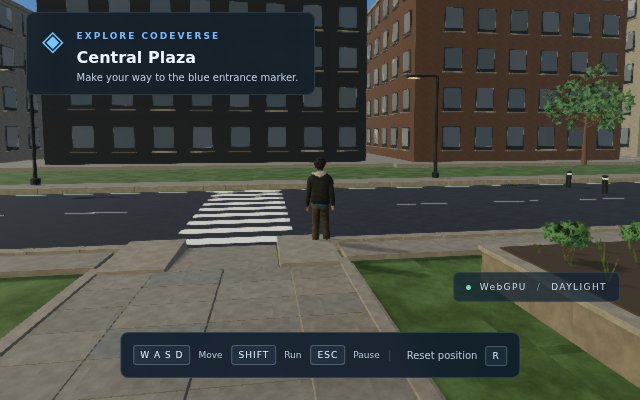 EXPLORE CODEVERSE
Central Plaza
Make your way to the blue entrance marker.
WebGPU / DAYLIGHT
W A S D Move SHIFT Run ESC Pause | Reset position R